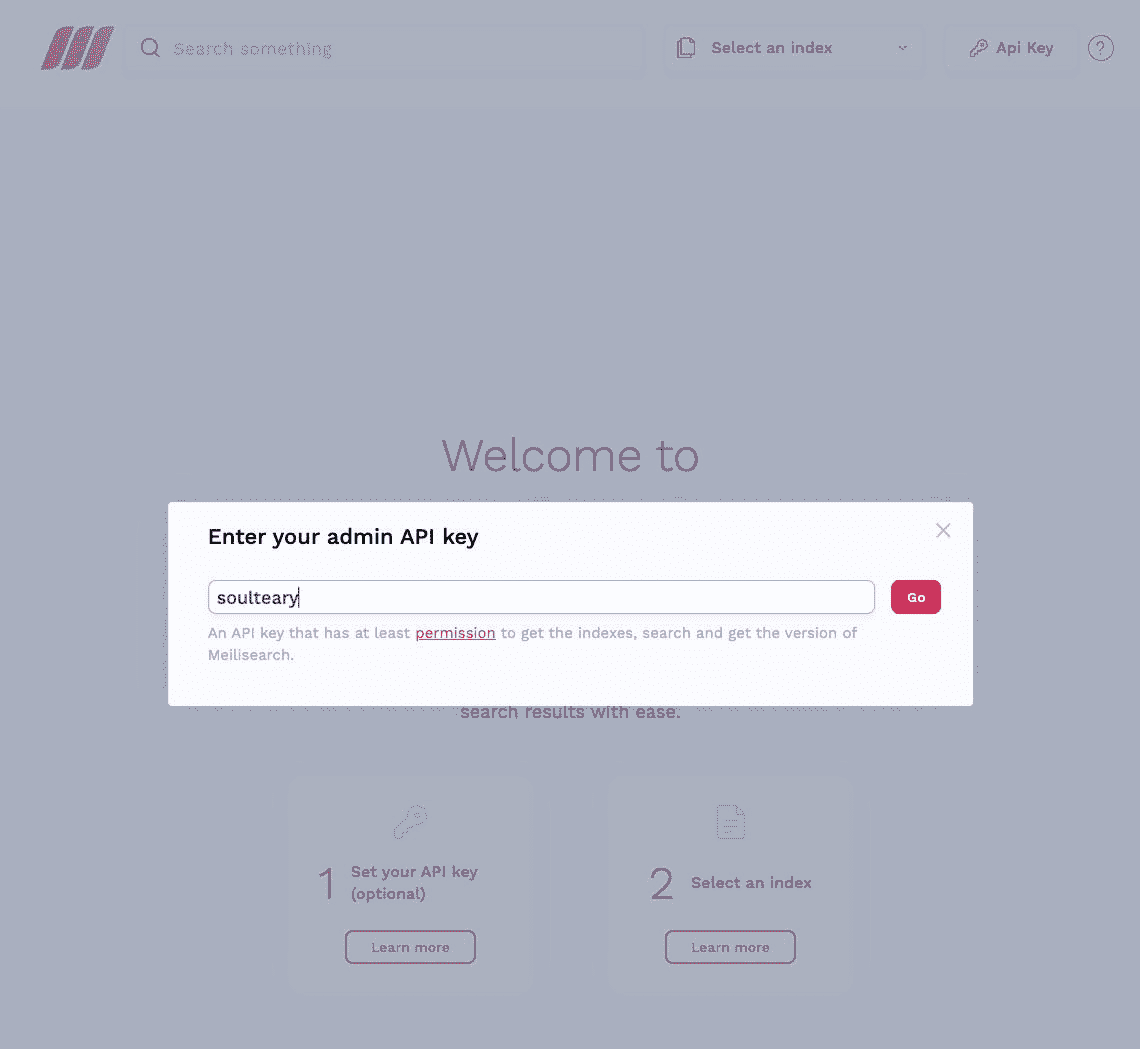 Search something
Select an index
Api Key
?
Welcome to
Enter your admin API key
soulteary
Go
An API key that has at least permission to get the indexes, search and get the version of
Meilisearch.
search results with ease.
1 Set your API key
(optional)
Learn more
2 Select an index
Learn more